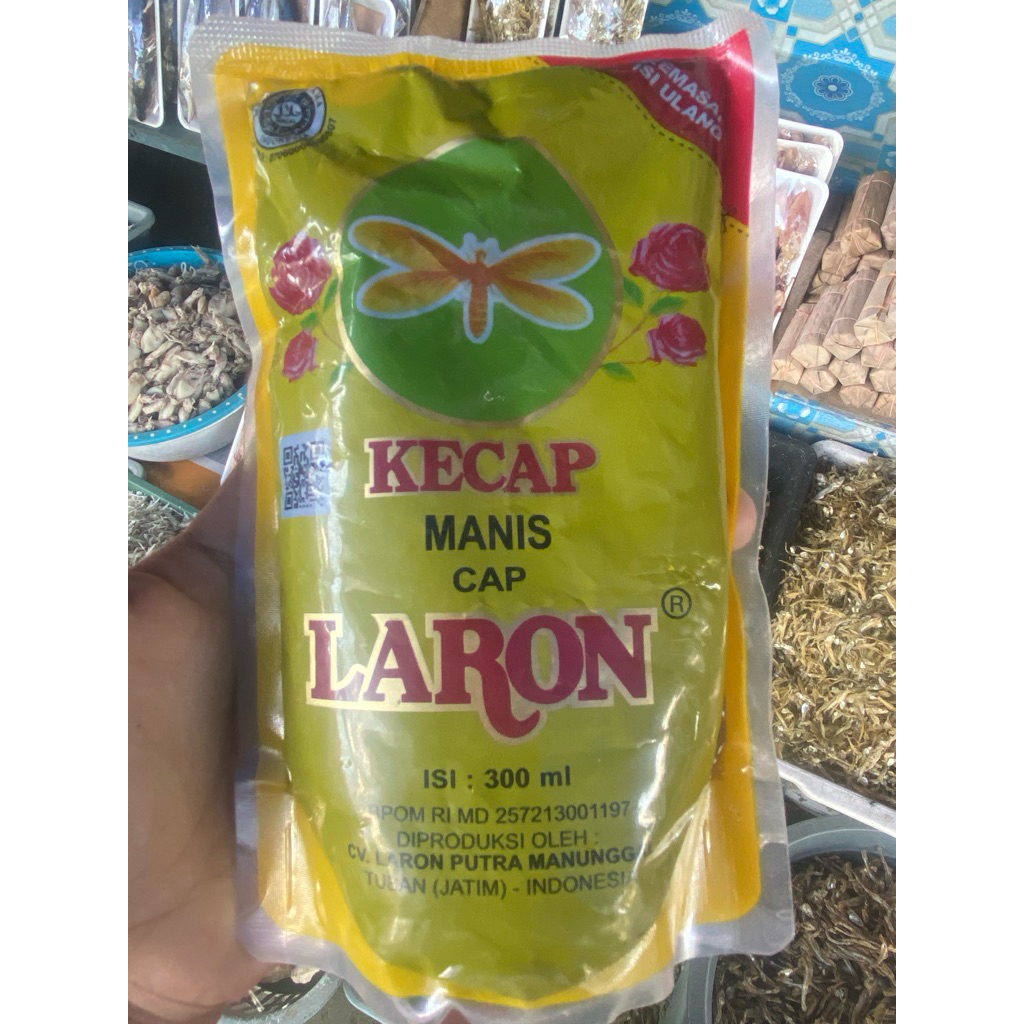 KEMASAN
ISI ULANG
KECAP
MANIS
CAP
LARON®
ISI : 300 ml
BPOM RI MD 257213001197
DIPRODUKSI OLEH :
CV. LARON PUTRA MANUNGGAL
TUBAN (JATIM) - INDONESIA